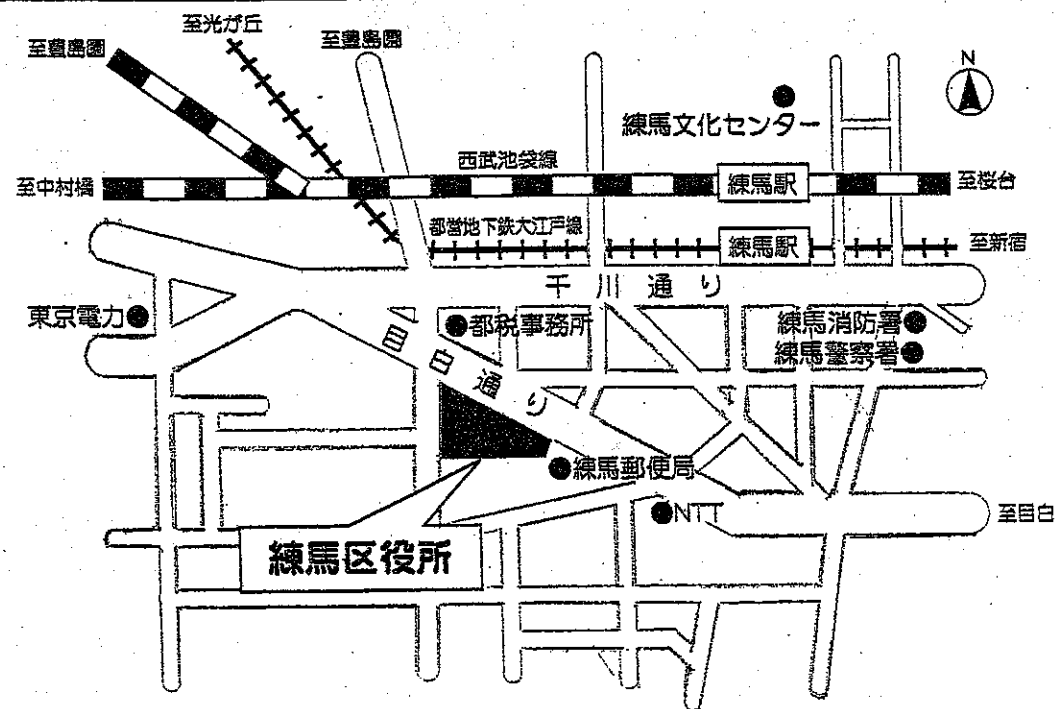 至光が丘
至豊島園
至豊島園
N
練馬文化センター
西武池袋線
至中村橋
練馬駅
至桜台
都営地下鉄大江戸線
練馬駅
至新宿
千川通り
東京電力
都税事務所
練馬消防署
練馬警察署
目白通り
練馬郵便局
NTT
至目白
練馬区役所